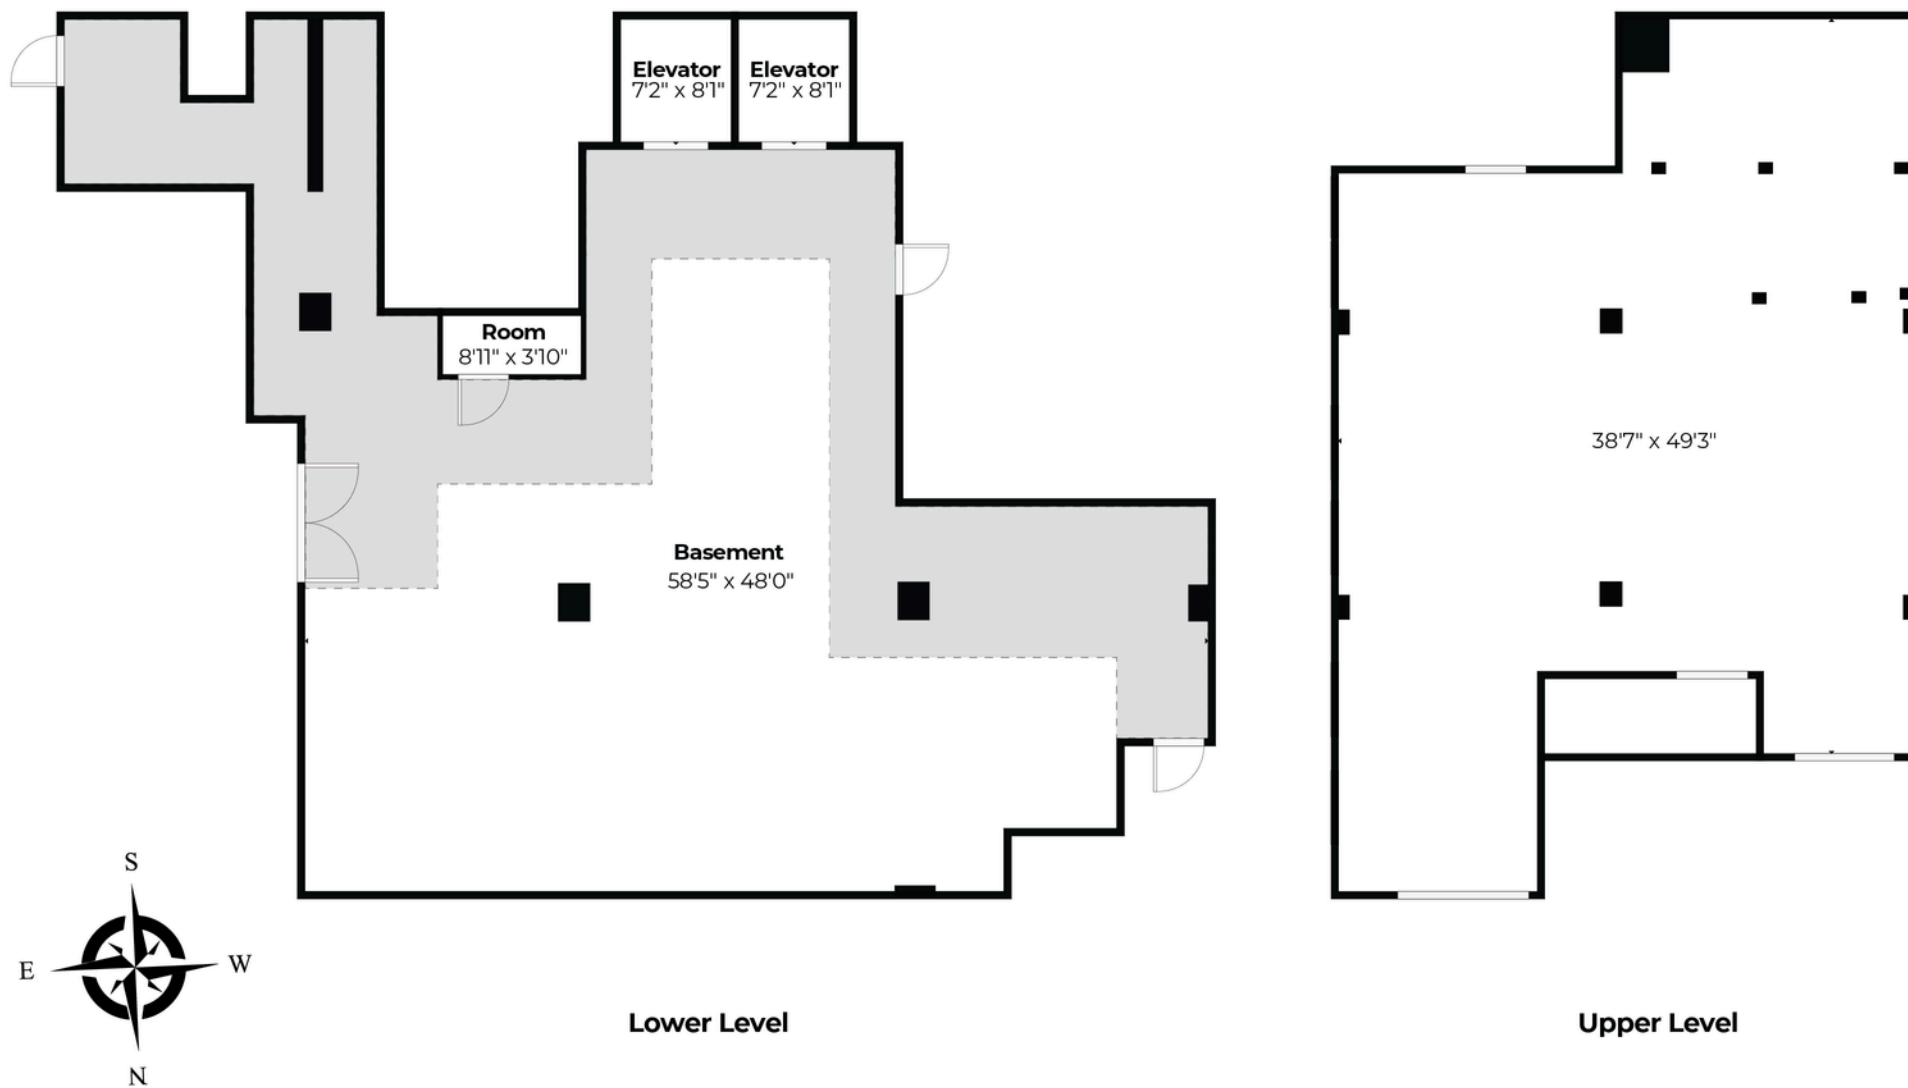 Elevator
7'2" x 8'1"
Elevator
7'2" x 8'1"
Room
8'11" x 3'10"
Basement
58'5" x 48'0"
38'7" x 49'3"
S
E
W
N
Lower Level
Upper Level